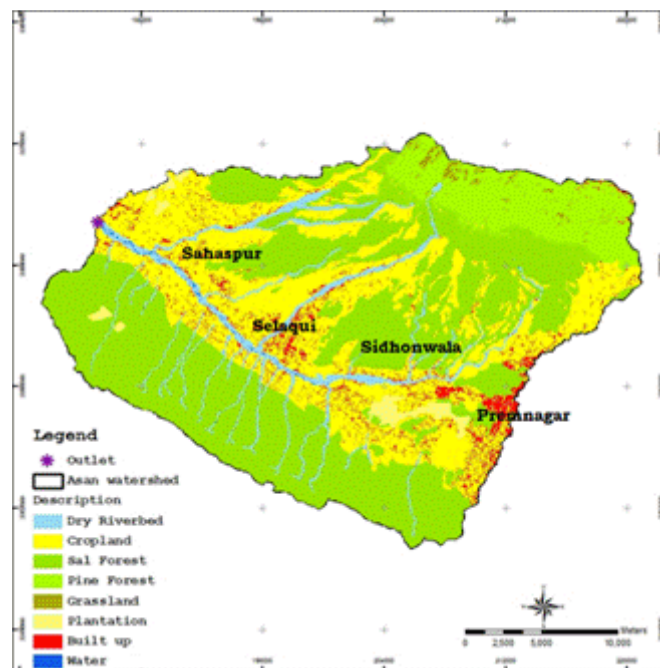 Sahaspur
Selaqui
Sidhonwala
Premnagar
Legend
Outlet
Asan watershed
Description
Dry Riverbed
Cropland
Sal Forest
Pine Forest
Grassland
Plantation
Built up
Water
Meters
0 2,500 5,000 10,000